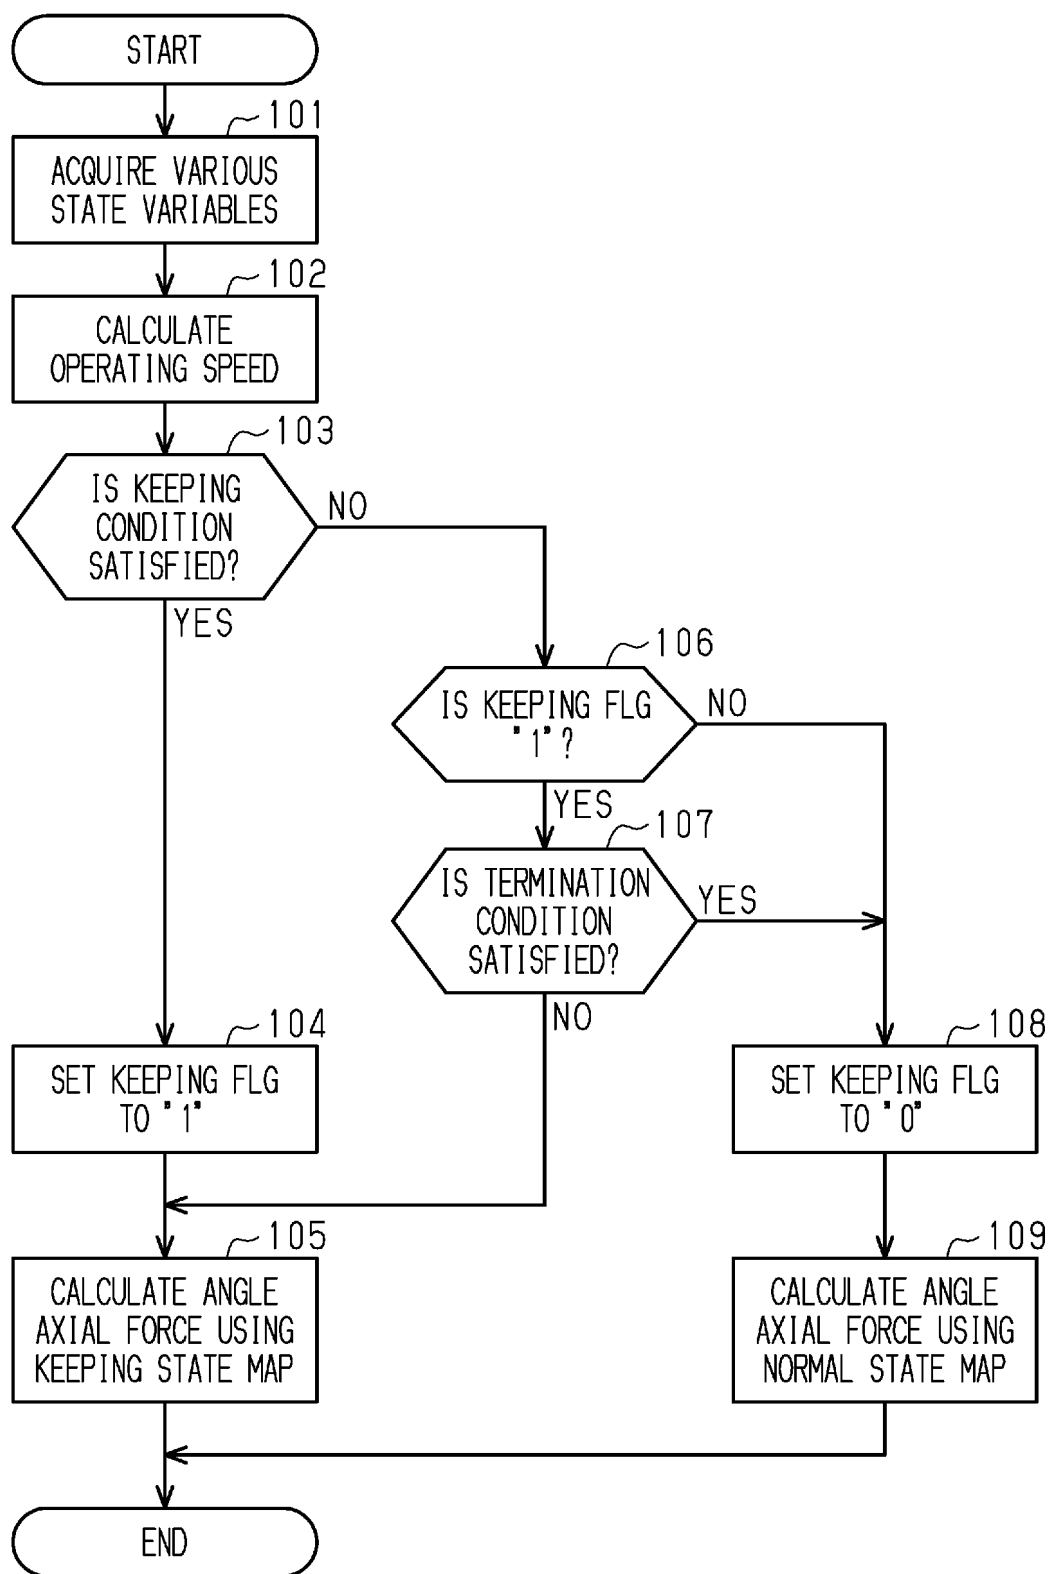 START
101
ACQUIRE VARIOUS
STATE VARIABLES
102
CALCULATE
OPERATING SPEED
103
IS KEEPING
CONDITION
SATISFIED?
NO
YES
106
IS KEEPING FLG
"1"?
NO
YES
107
IS TERMINATION
CONDITION
SATISFIED?
YES
NO
104
SET KEEPING FLG
TO "1"
108
SET KEEPING FLG
TO "0"
105
CALCULATE ANGLE
AXIAL FORCE USING
KEEPING STATE MAP
109
CALCULATE ANGLE
AXIAL FORCE USING
NORMAL STATE MAP
END